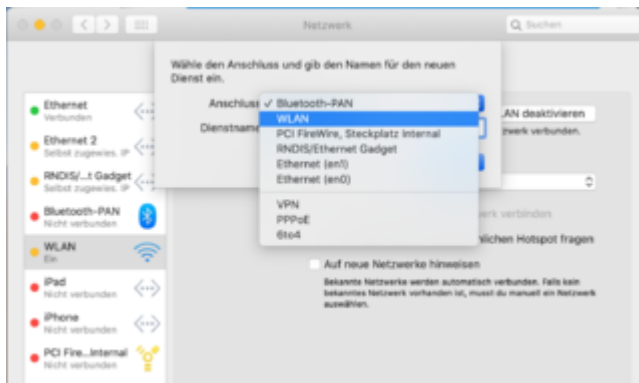 Netzwerk
Suchen
Wähle den Anschluss und gib den Namen für den neuen
Dienst ein.
Anschluss
✓ Bluetooth-PAN
WLAN
PCI FireWire, Steckplatz Internal
RNDIS/Ethernet Gadget
Ethernet (en1)
Ethernet (en0)
VPN
PPPoE
6to4
Dienstname
Ethernet
Verbunden
Ethernet 2
Selbst zugewies. IP
RNDIS/...t Gadget
Selbst zugewies. IP
Bluetooth-PAN
Nicht verbunden
WLAN
Ein
iPad
Nicht verbunden
iPhone
Nicht verbunden
PCI Fire...Internal
Nicht verbunden
LAN deaktivieren
zwerk verbunden.
erk verbinden
nlichen Hotspot fragen
Auf neue Netzwerke hinweisen
Bekannte Netzwerke werden automatisch verbunden. Falls kein
bekanntes Netzwerk vorhanden ist, musst du manuell ein Netzwerk
auswählen.